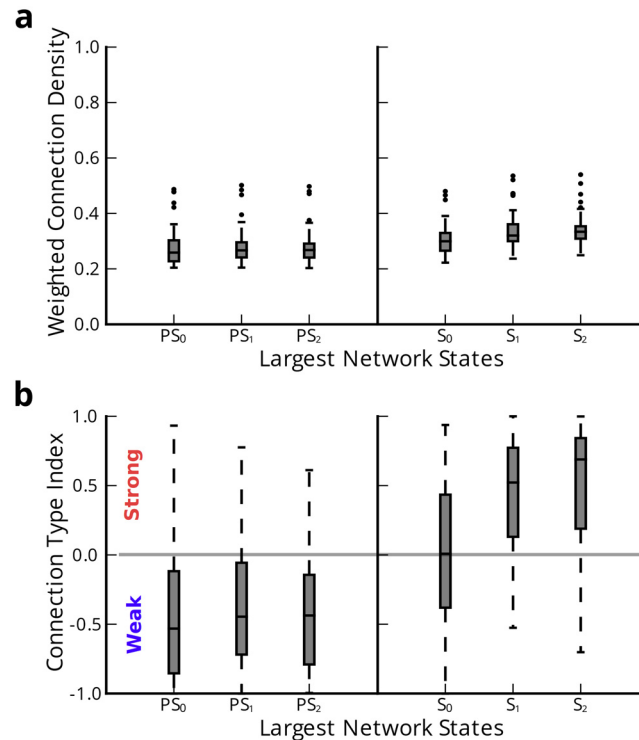 a
Weighted Connection Density
1.0
0.8
0.6
0.4
0.2
0.0
PS₀ PS₁ PS₂ S₀ S₁ S₂
Largest Network States
b
Connection Type Index
Strong
Weak
1.0
0.5
0.0
-0.5
-1.0
PS₀ PS₁ PS₂ S₀ S₁ S₂
Largest Network States